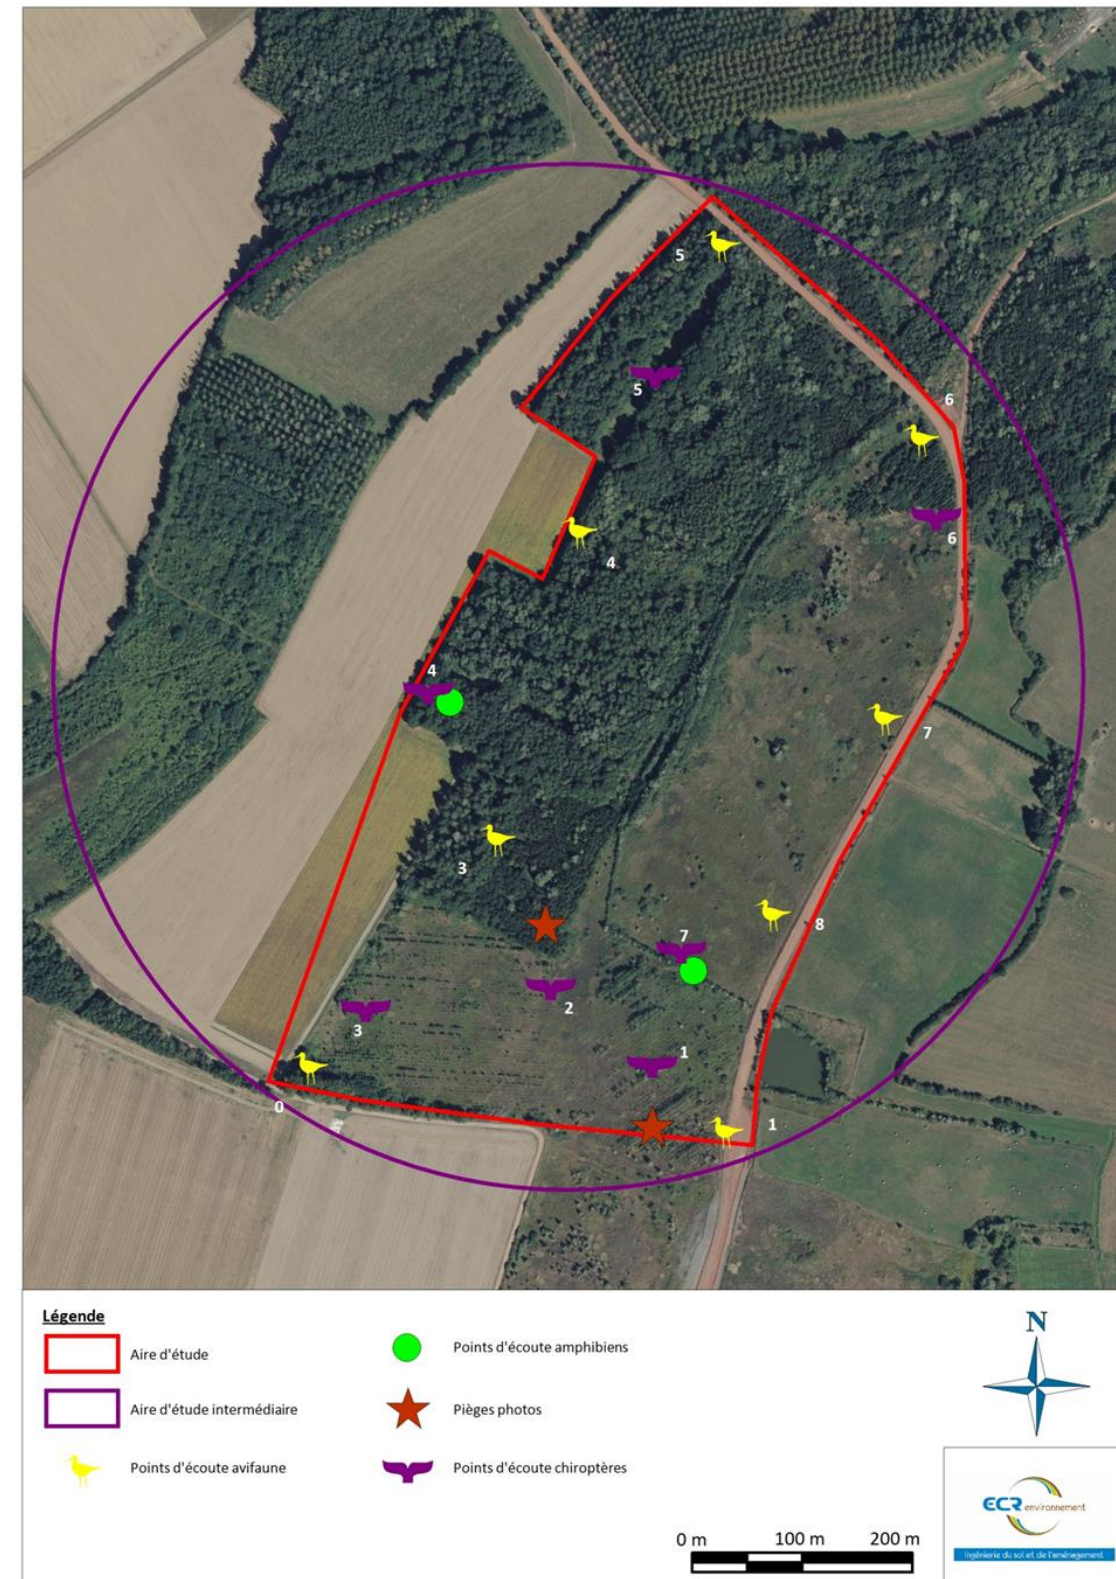 5
5
6
6
4
4
7
3
8
7
2
3
1
0
1
Légende
Aire d'étude
Aire d'étude intermédiaire
Points d'écoute avifaune
Points d'écoute amphibiens
Pièges photos
Points d'écoute chiroptères
N
0 m 100 m 200 m
ECR environnement
Ingénierie du sol et de l'aménagement